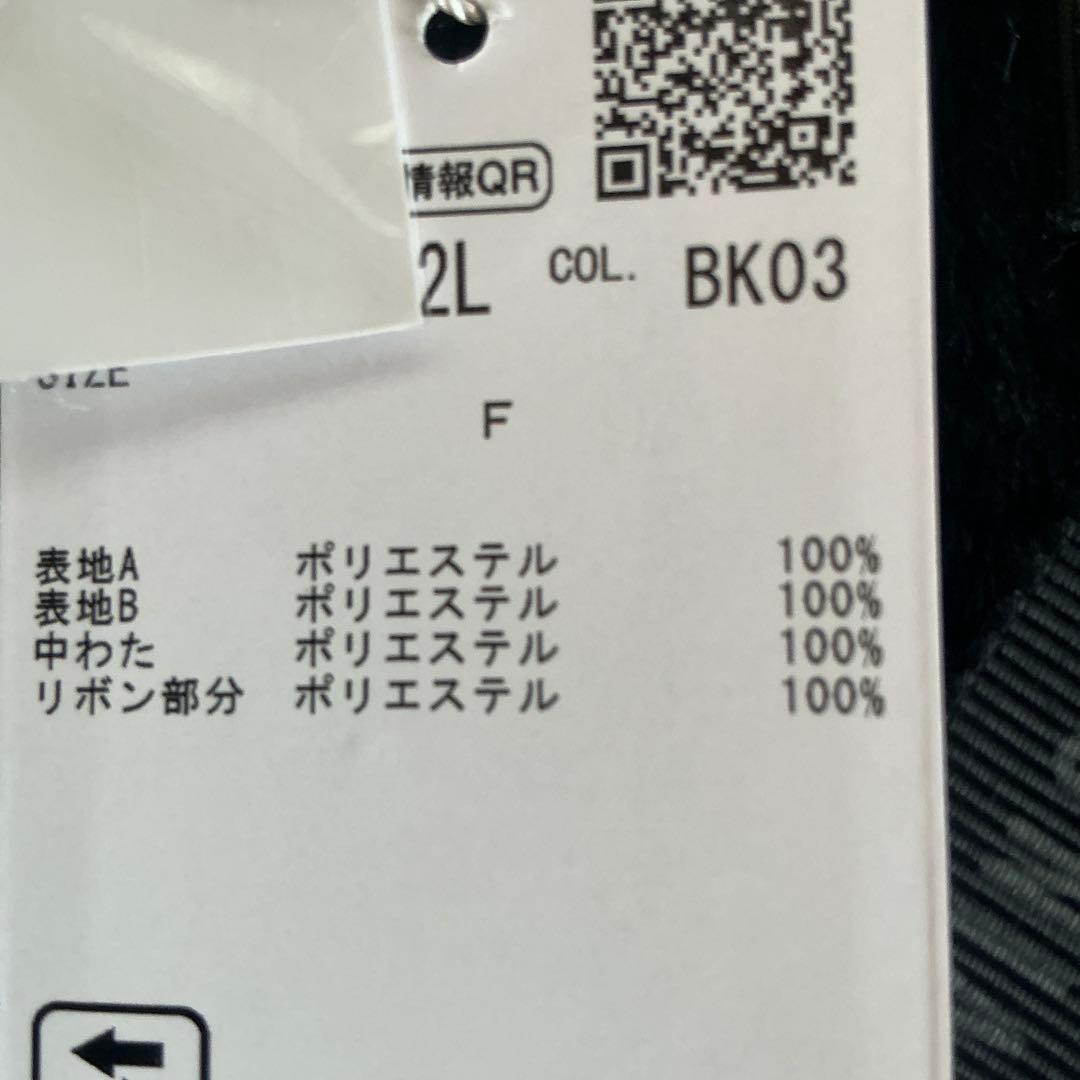 情報QR
2L COL. BK03
SIZE
F
表地A ポリエステル 100%
表地B ポリエステル 100%
中わた ポリエステル 100%
リボン部分 ポリエステル 100%